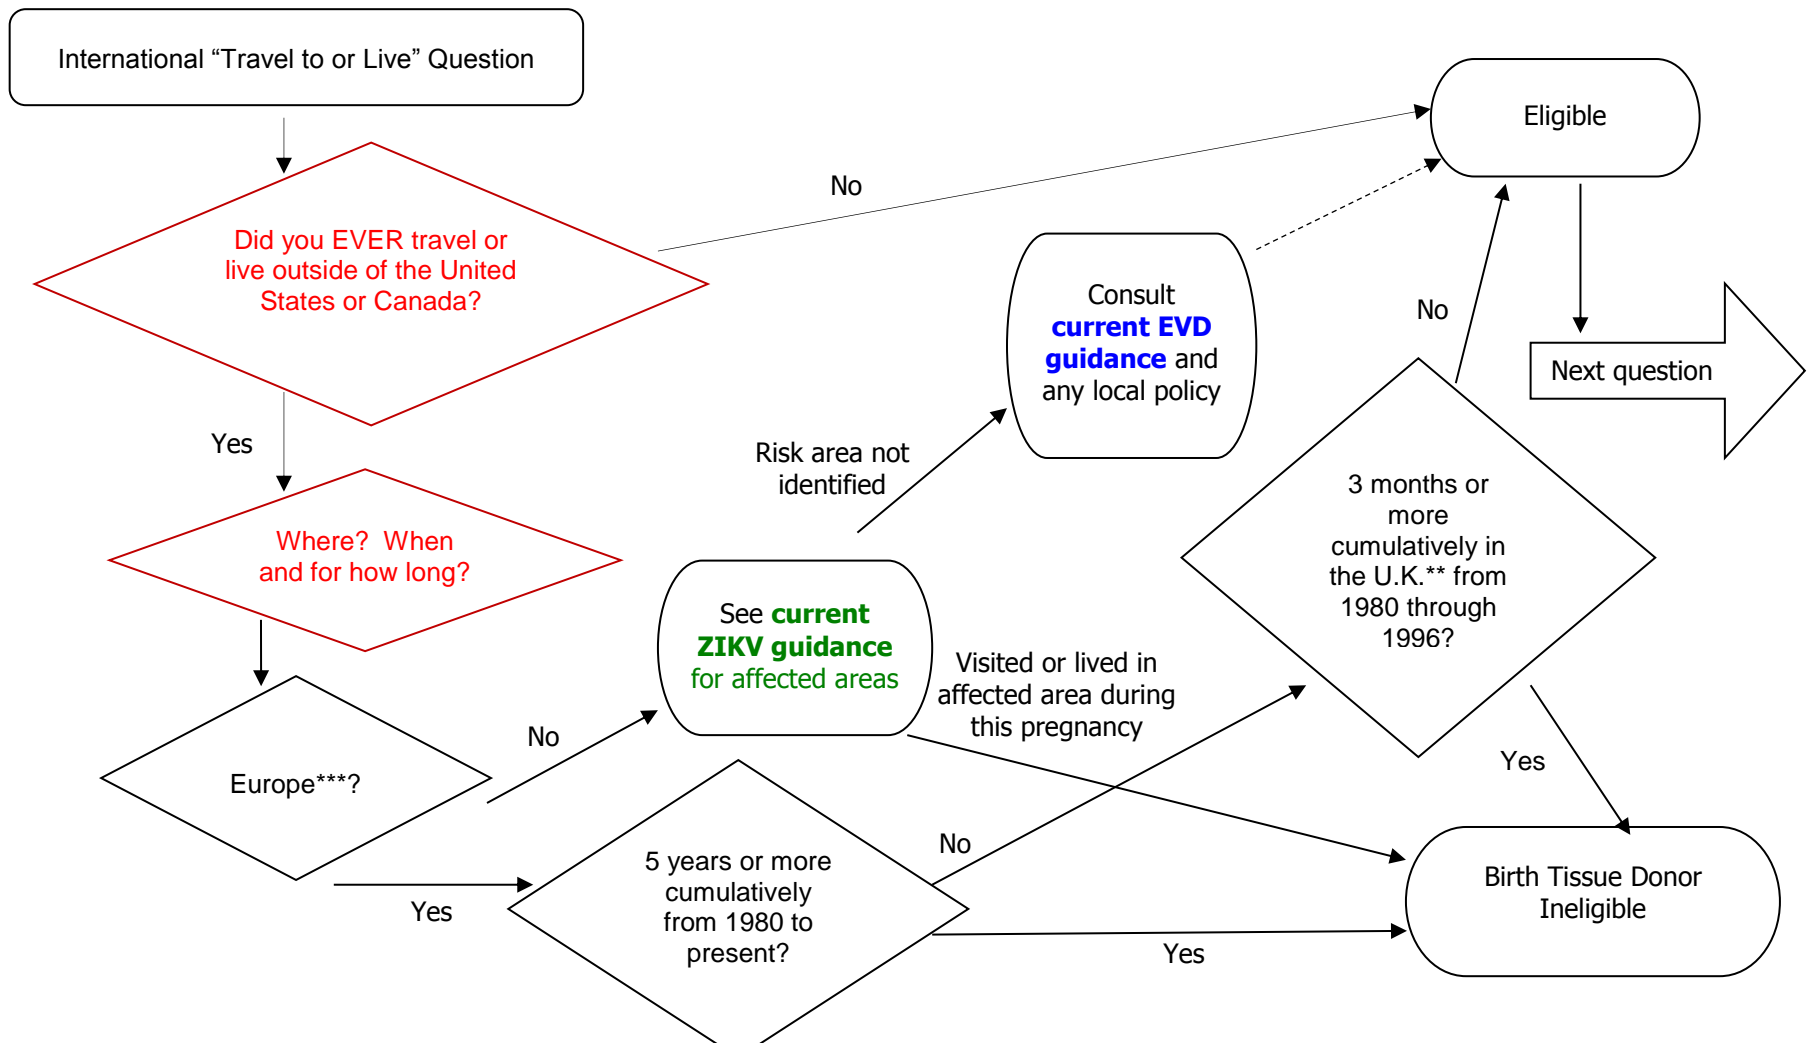 International “Travel to or Live” Question
Eligible
No
Did you EVER travel or
live outside of the United
States or Canada?
Consult
current EVD
guidance and
any local policy
No
Next question
Yes
Risk area not
identified
3 months or
more
cumulatively in
the U.K.** from
1980 through
1996?
Where?  When
and for how long?
See current
ZIKV guidance
for affected areas
Visited or lived in
affected area during
this pregnancy
No
Europe***?
Yes
No
5 years or more
cumulatively
from 1980 to
present?
Birth Tissue Donor
Ineligible
Yes
Yes